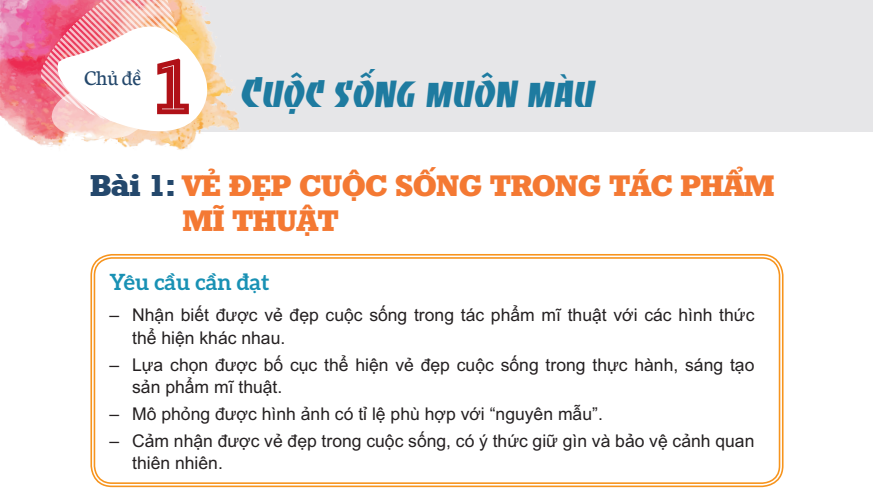 Chủ đề 1 Cuộc sống muôn màu
Bài 1: VẺ ĐẸP CUỘC SỐNG TRONG TÁC PHẨM
MĨ THUẬT
Yêu cầu cần đạt
– Nhận biết được vẻ đẹp cuộc sống trong tác phẩm mĩ thuật với các hình thức
thể hiện khác nhau.
– Lựa chọn được bố cục thể hiện vẻ đẹp cuộc sống trong thực hành, sáng tạo
sản phẩm mĩ thuật.
– Mô phỏng được hình ảnh có tỉ lệ phù hợp với “nguyên mẫu”.
– Cảm nhận được vẻ đẹp trong cuộc sống, có ý thức giữ gìn và bảo vệ cảnh quan
thiên nhiên.